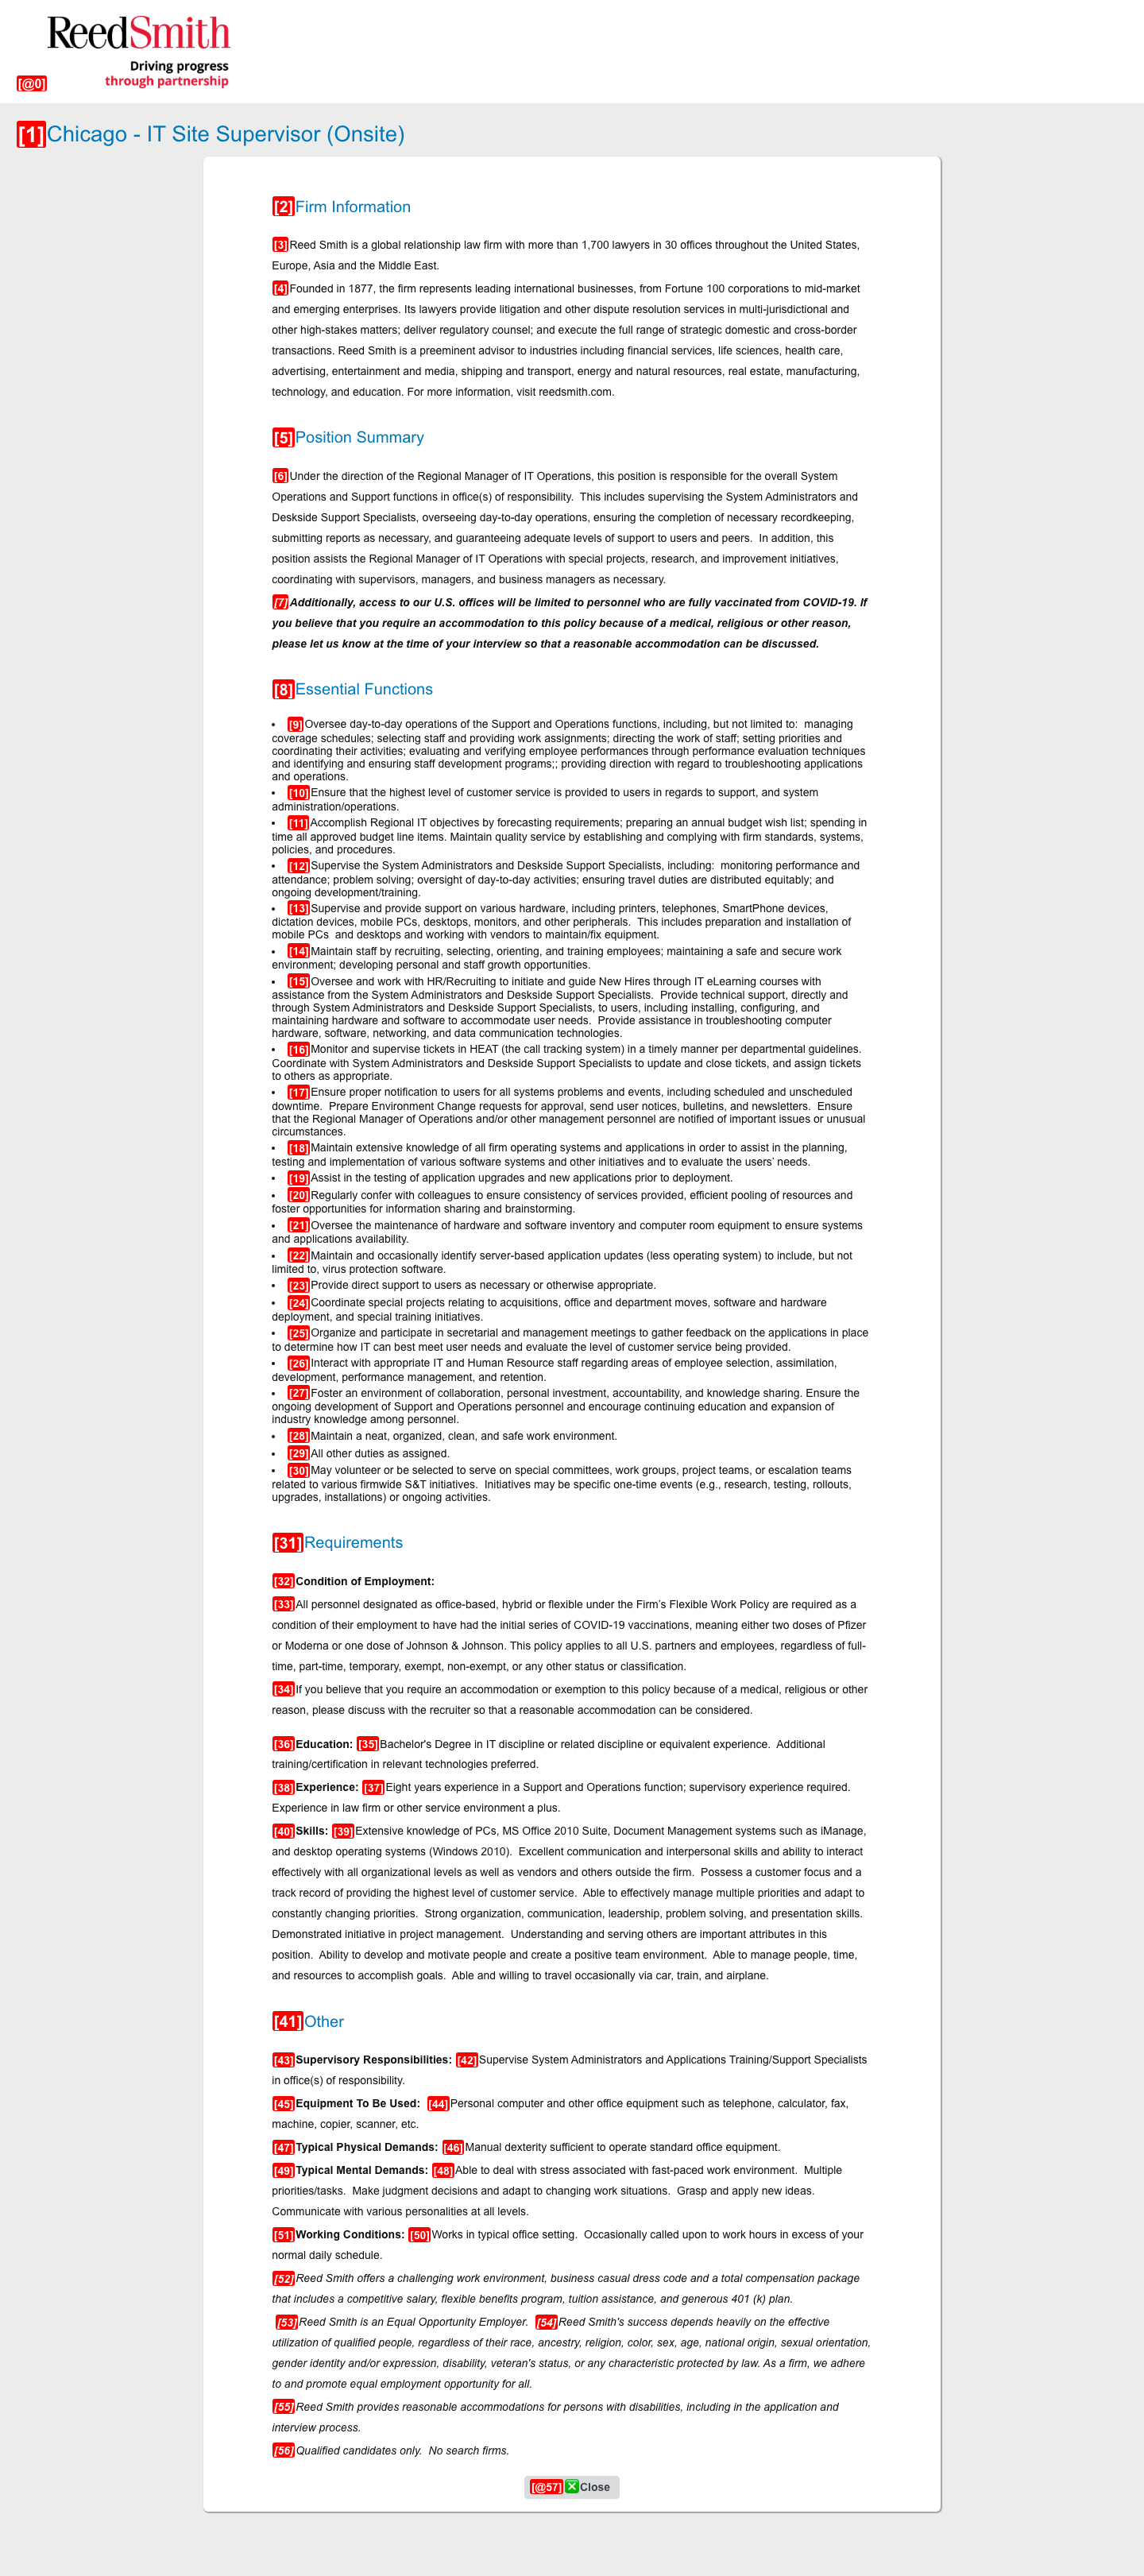 ReedSmith
Driving progress
[@0] through partnership
[1]Chicago - IT Site Supervisor (Onsite)
[2]Firm Information
[3]Reed Smith is a global relationship law firm with more than 1,700 lawyers in 30 offices throughout the United States,
Europe, Asia and the Middle East.
[4]Founded in 1877, the firm represents leading international businesses, from Fortune 100 corporations to mid-market
and emerging enterprises. Its lawyers provide litigation and other dispute resolution services in multi-jurisdictional and
other high-stakes matters; deliver regulatory counsel; and execute the full range of strategic domestic and cross-border
transactions. Reed Smith is a preeminent advisor to industries including financial services, life sciences, health care,
advertising, entertainment and media, shipping and transport, energy and natural resources, real estate, manufacturing,
technology, and education. For more information, visit reedsmith.com.
[5]Position Summary
[6]Under the direction of the Regional Manager of IT Operations, this position is responsible for the overall System
Operations and Support functions in office(s) of responsibility.  This includes supervising the System Administrators and
Deskside Support Specialists, overseeing day-to-day operations, ensuring the completion of necessary recordkeeping,
submitting reports as necessary, and guaranteeing adequate levels of support to users and peers.  In addition, this
position assists the Regional Manager of IT Operations with special projects, research, and improvement initiatives,
coordinating with supervisors, managers, and business managers as necessary.
[7]Additionally, access to our U.S. offices will be limited to personnel who are fully vaccinated from COVID-19. If
you believe that you require an accommodation to this policy because of a medical, religious or other reason,
please let us know at the time of your interview so that a reasonable accommodation can be discussed.
[8]Essential Functions
• [9]Oversee day-to-day operations of the Support and Operations functions, including, but not limited to:  managing
coverage schedules; selecting staff and providing work assignments; directing the work of staff; setting priorities and
coordinating their activities; evaluating and verifying employee performances through performance evaluation techniques
and identifying and ensuring staff development programs;; providing direction with regard to troubleshooting applications
and operations.
• [10]Ensure that the highest level of customer service is provided to users in regards to support, and system
administration/operations.
• [11]Accomplish Regional IT objectives by forecasting requirements; preparing an annual budget wish list; spending in
time all approved budget line items. Maintain quality service by establishing and complying with firm standards, systems,
policies, and procedures.
• [12]Supervise the System Administrators and Deskside Support Specialists, including:  monitoring performance and
attendance; problem solving; oversight of day-to-day activities; ensuring travel duties are distributed equitably; and
ongoing development/training.
• [13]Supervise and provide support on various hardware, including printers, telephones, SmartPhone devices,
dictation devices, mobile PCs, desktops, monitors, and other peripherals.  This includes preparation and installation of
mobile PCs  and desktops and working with vendors to maintain/fix equipment.
• [14]Maintain staff by recruiting, selecting, orienting, and training employees; maintaining a safe and secure work
environment; developing personal and staff growth opportunities.
• [15]Oversee and work with HR/Recruiting to initiate and guide New Hires through IT eLearning courses with
assistance from the System Administrators and Deskside Support Specialists.  Provide technical support, directly and
through System Administrators and Deskside Support Specialists, to users, including installing, configuring, and
maintaining hardware and software to accommodate user needs.  Provide assistance in troubleshooting computer
hardware, software, networking, and data communication technologies.
• [16]Monitor and supervise tickets in HEAT (the call tracking system) in a timely manner per departmental guidelines.
Coordinate with System Administrators and Deskside Support Specialists to update and close tickets, and assign tickets
to others as appropriate.
• [17]Ensure proper notification to users for all systems problems and events, including scheduled and unscheduled
downtime.  Prepare Environment Change requests for approval, send user notices, bulletins, and newsletters.  Ensure
that the Regional Manager of Operations and/or other management personnel are notified of important issues or unusual
circumstances.
• [18]Maintain extensive knowledge of all firm operating systems and applications in order to assist in the planning,
testing and implementation of various software systems and other initiatives and to evaluate the users' needs.
• [19]Assist in the testing of application upgrades and new applications prior to deployment.
• [20]Regularly confer with colleagues to ensure consistency of services provided, efficient pooling of resources and
foster opportunities for information sharing and brainstorming.
• [21]Oversee the maintenance of hardware and software inventory and computer room equipment to ensure systems
and applications availability.
• [22]Maintain and occasionally identify server-based application updates (less operating system) to include, but not
limited to, virus protection software.
• [23]Provide direct support to users as necessary or otherwise appropriate.
• [24]Coordinate special projects relating to acquisitions, office and department moves, software and hardware
deployment, and special training initiatives.
• [25]Organize and participate in secretarial and management meetings to gather feedback on the applications in place
to determine how IT can best meet user needs and evaluate the level of customer service being provided.
• [26]Interact with appropriate IT and Human Resource staff regarding areas of employee selection, assimilation,
development, performance management, and retention.
• [27]Foster an environment of collaboration, personal investment, accountability, and knowledge sharing. Ensure the
ongoing development of Support and Operations personnel and encourage continuing education and expansion of
industry knowledge among personnel.
• [28]Maintain a neat, organized, clean, and safe work environment.
• [29]All other duties as assigned.
• [30]May volunteer or be selected to serve on special committees, work groups, project teams, or escalation teams
related to various firmwide S&T initiatives.  Initiatives may be specific one-time events (e.g., research, testing, rollouts,
upgrades, installations) or ongoing activities.
[31]Requirements
[32]Condition of Employment:
[33]All personnel designated as office-based, hybrid or flexible under the Firm's Flexible Work Policy are required as a
condition of their employment to have had the initial series of COVID-19 vaccinations, meaning either two doses of Pfizer
or Moderna or one dose of Johnson & Johnson. This policy applies to all U.S. partners and employees, regardless of full-
time, part-time, temporary, exempt, non-exempt, or any other status or classification.
[34]If you believe that you require an accommodation or exemption to this policy because of a medical, religious or other
reason, please discuss with the recruiter so that a reasonable accommodation can be considered.
[36]Education: [35]Bachelor's Degree in IT discipline or related discipline or equivalent experience.  Additional
training/certification in relevant technologies preferred.
[38]Experience: [37]Eight years experience in a Support and Operations function; supervisory experience required.
Experience in law firm or other service environment a plus.
[40]Skills: [39]Extensive knowledge of PCs, MS Office 2010 Suite, Document Management systems such as iManage,
and desktop operating systems (Windows 2010).  Excellent communication and interpersonal skills and ability to interact
effectively with all organizational levels as well as vendors and others outside the firm.  Possess a customer focus and a
track record of providing the highest level of customer service.  Able to effectively manage multiple priorities and adapt to
constantly changing priorities.  Strong organization, communication, leadership, problem solving, and presentation skills.
Demonstrated initiative in project management.  Understanding and serving others are important attributes in this
position.  Ability to develop and motivate people and create a positive team environment.  Able to manage people, time,
and resources to accomplish goals.  Able and willing to travel occasionally via car, train, and airplane.
[41]Other
[43]Supervisory Responsibilities: [42]Supervise System Administrators and Applications Training/Support Specialists
in office(s) of responsibility.
[45]Equipment To Be Used:  [44]Personal computer and other office equipment such as telephone, calculator, fax,
machine, copier, scanner, etc.
[47]Typical Physical Demands: [46]Manual dexterity sufficient to operate standard office equipment.
[49]Typical Mental Demands: [48]Able to deal with stress associated with fast-paced work environment.  Multiple
priorities/tasks.  Make judgment decisions and adapt to changing work situations.  Grasp and apply new ideas.
Communicate with various personalities at all levels.
[51]Working Conditions: [50]Works in typical office setting.  Occasionally called upon to work hours in excess of your
normal daily schedule.
[52]Reed Smith offers a challenging work environment, business casual dress code and a total compensation package
that includes a competitive salary, flexible benefits program, tuition assistance, and generous 401 (k) plan.
[53]Reed Smith is an Equal Opportunity Employer.  [54]Reed Smith's success depends heavily on the effective
utilization of qualified people, regardless of their race, ancestry, religion, color, sex, age, national origin, sexual orientation,
gender identity and/or expression, disability, veteran's status, or any characteristic protected by law. As a firm, we adhere
to and promote equal employment opportunity for all.
[55]Reed Smith provides reasonable accommodations for persons with disabilities, including in the application and
interview process.
[56]Qualified candidates only.  No search firms.
[@57] Close